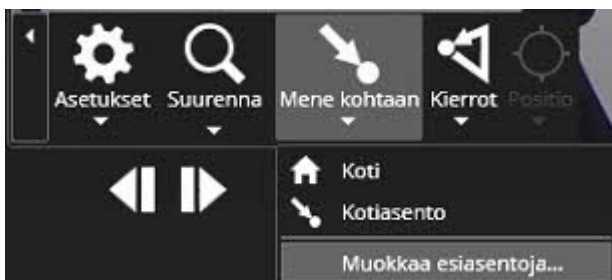 Asetukset Suurenna Mene kohtaan Kierrot Positio
Koti
Kotiasento
Muokkaa esiasentoja...